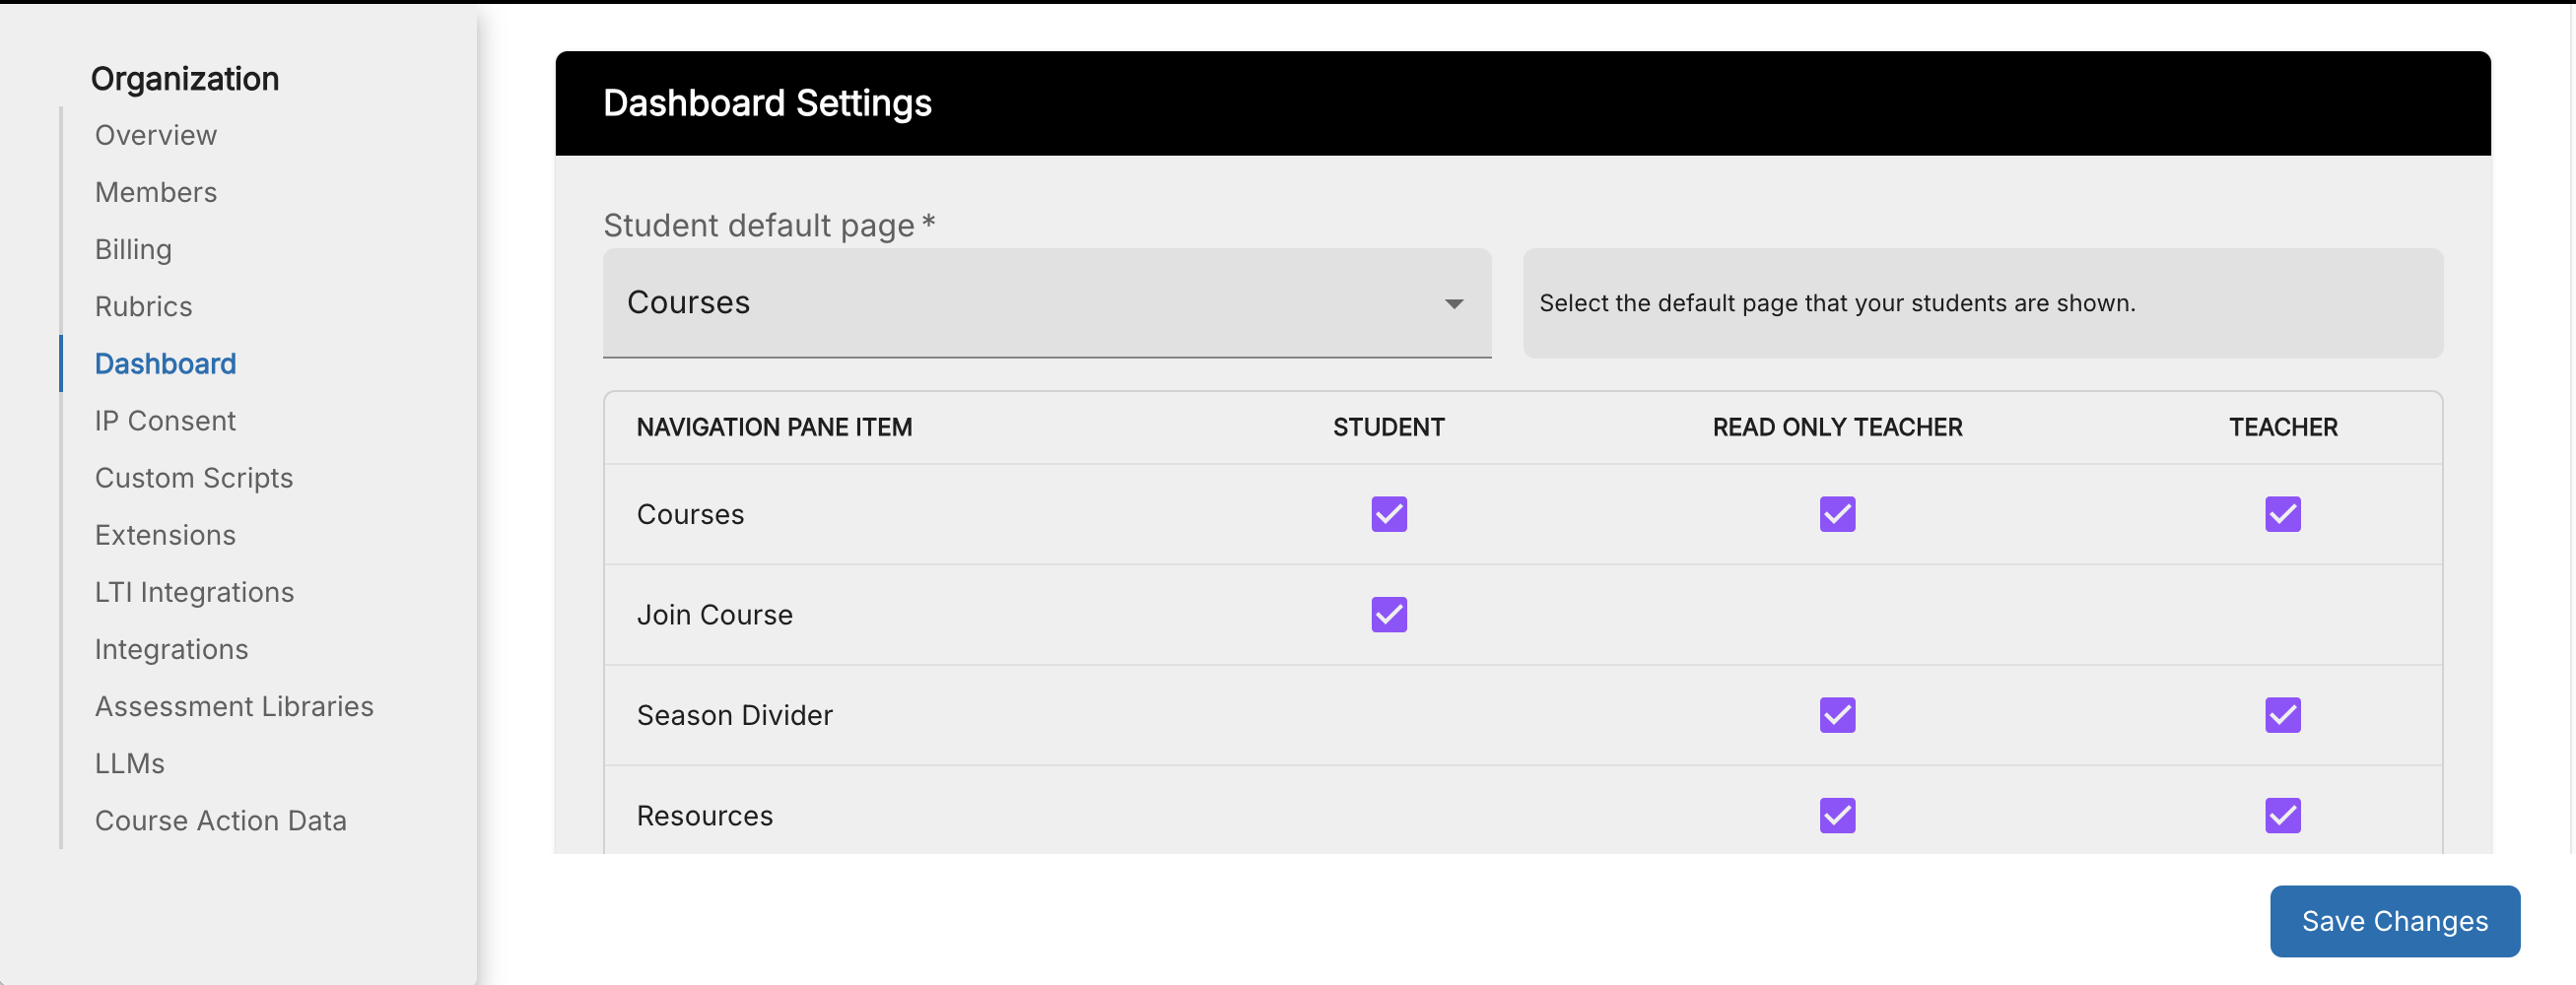 Organization
Overview
Members
Billing
Rubrics
Dashboard
IP Consent
Custom Scripts
Extensions
LTI Integrations
Integrations
Assessment Libraries
LLMs
Course Action Data
Dashboard Settings
Student default page *
Courses
Select the default page that your students are shown.
NAVIGATION PANE ITEM STUDENT READ ONLY TEACHER TEACHER
Courses
Join Course
Season Divider
Resources
Save Changes